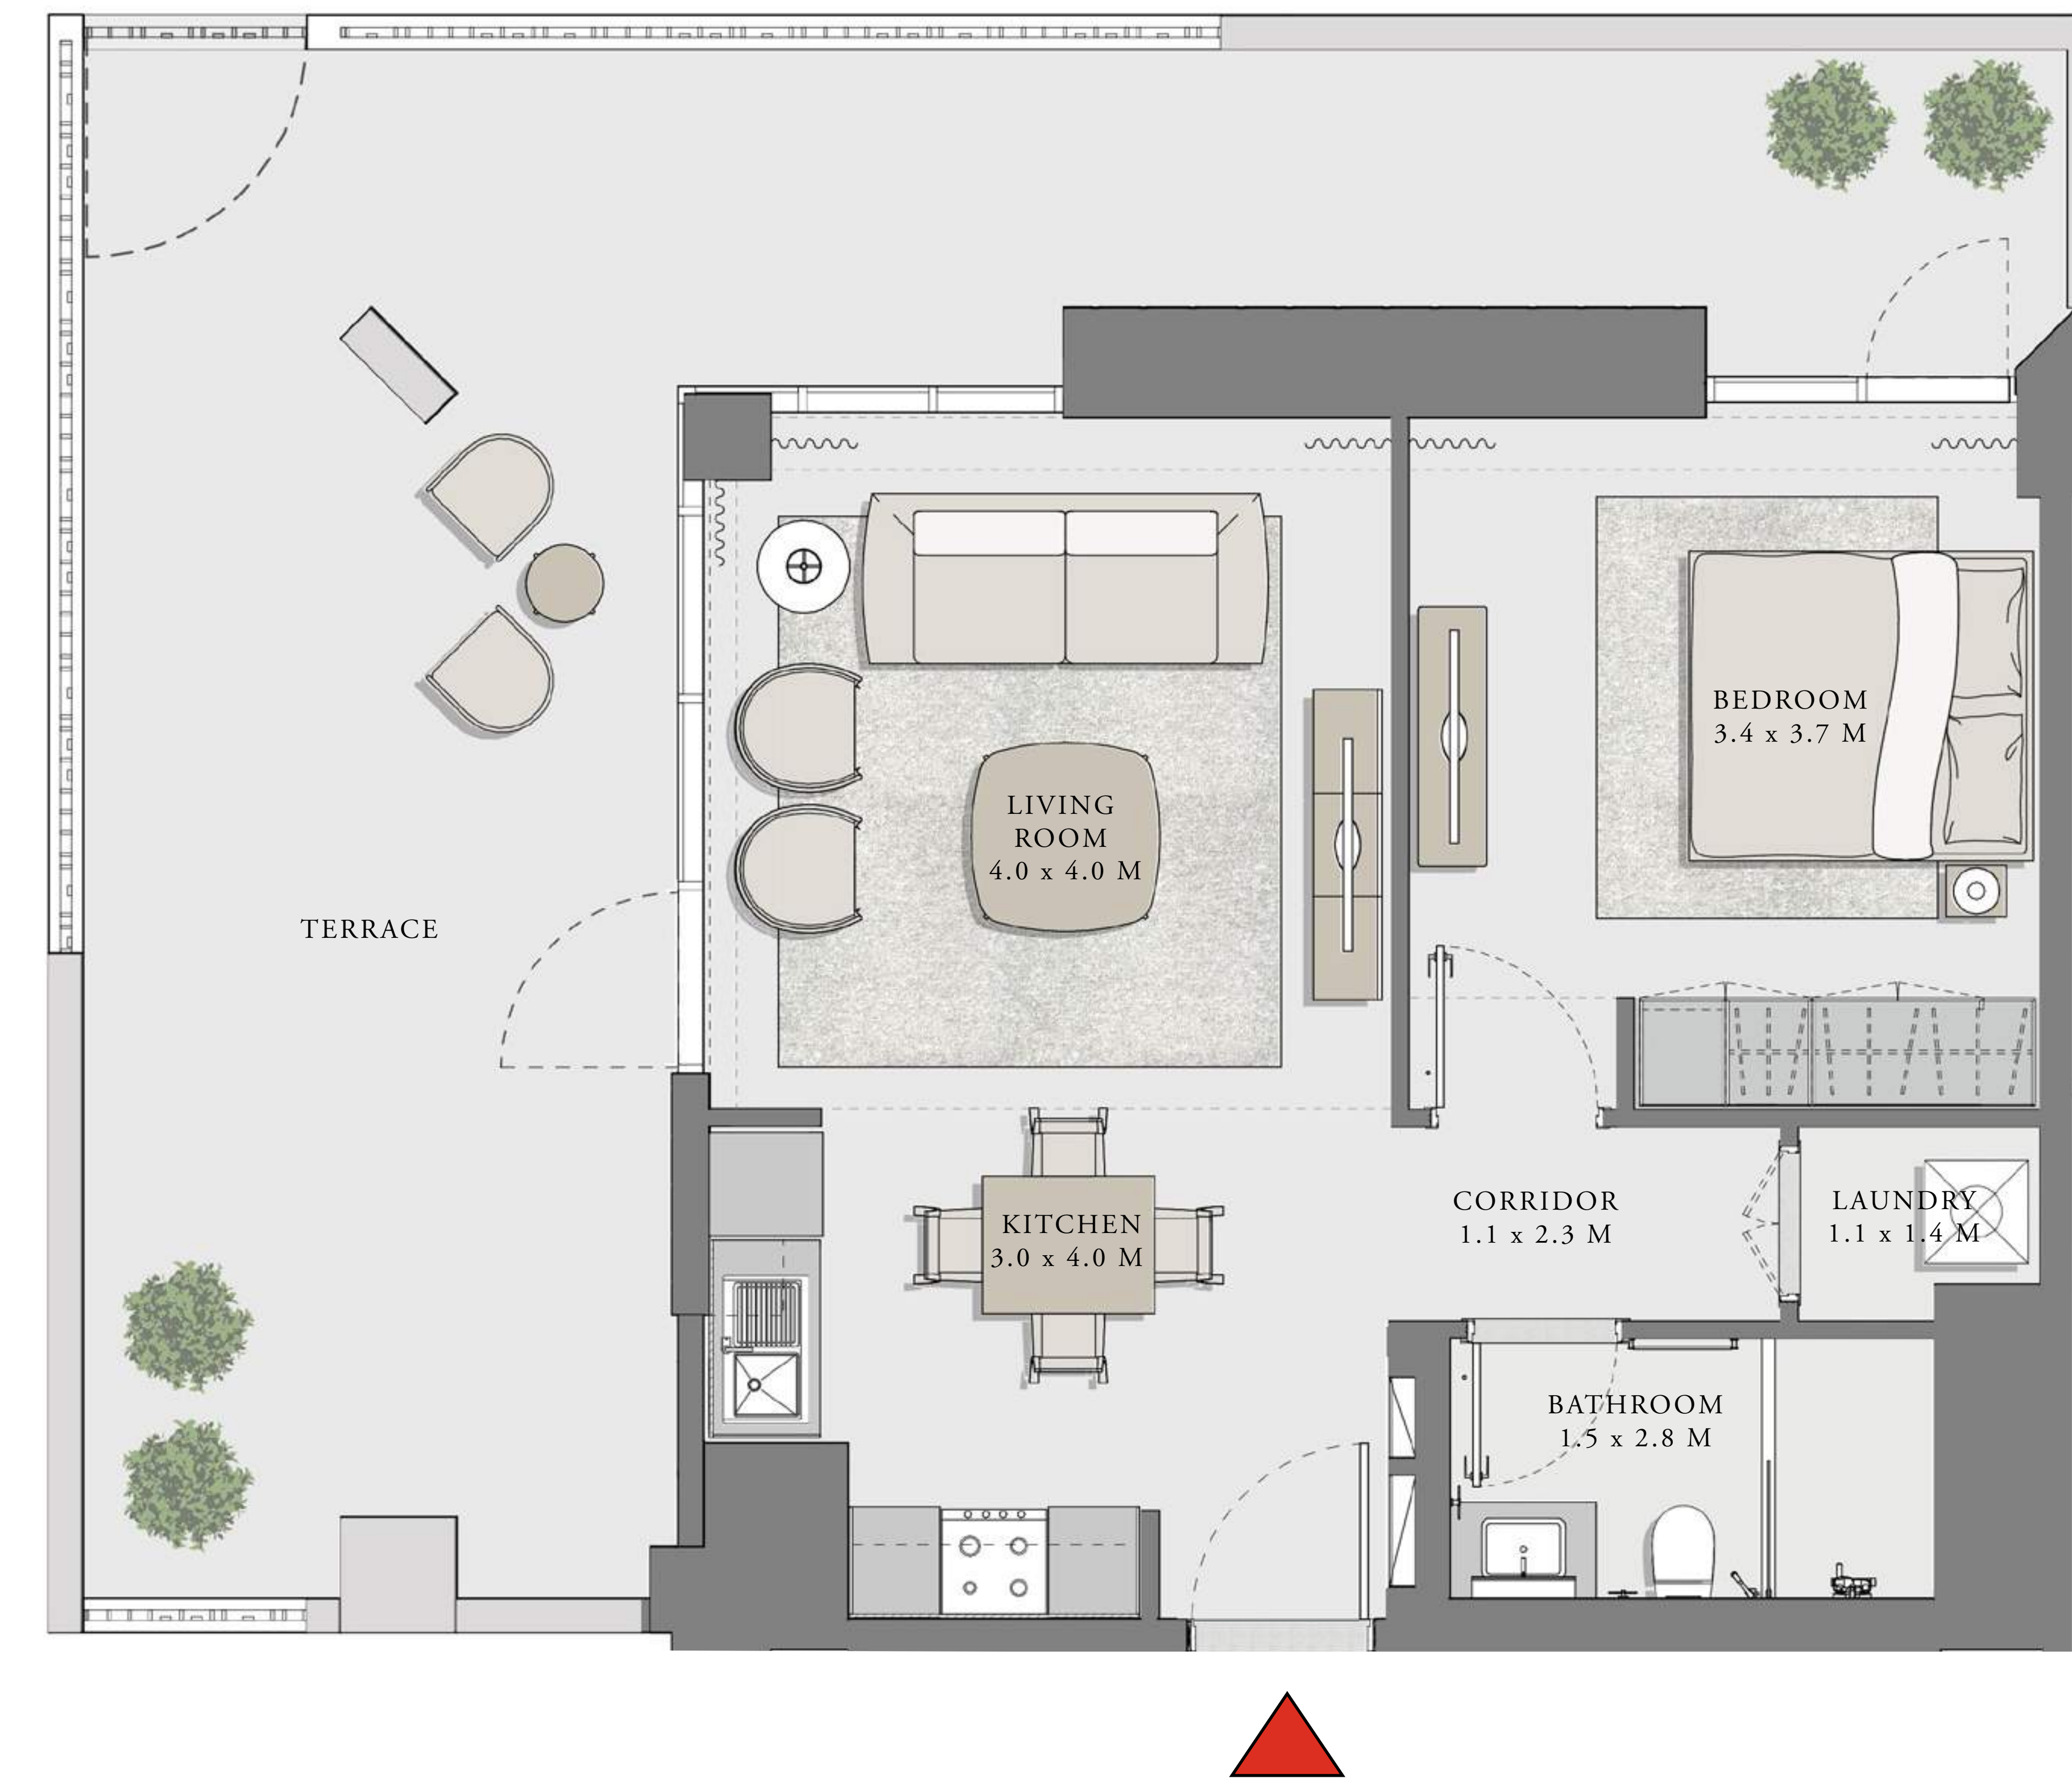 BEDROOM
3.4 x 3.7 M
LIVING
ROOM
4.0 x 4.0 M
TERRACE
CORRIDOR
1.1 x 2.3 M
LAUNDRY
1.1 x 1.4 M
KITCHEN
3.0 x 4.0 M
BATHROOM
1.5 x 2.8 M